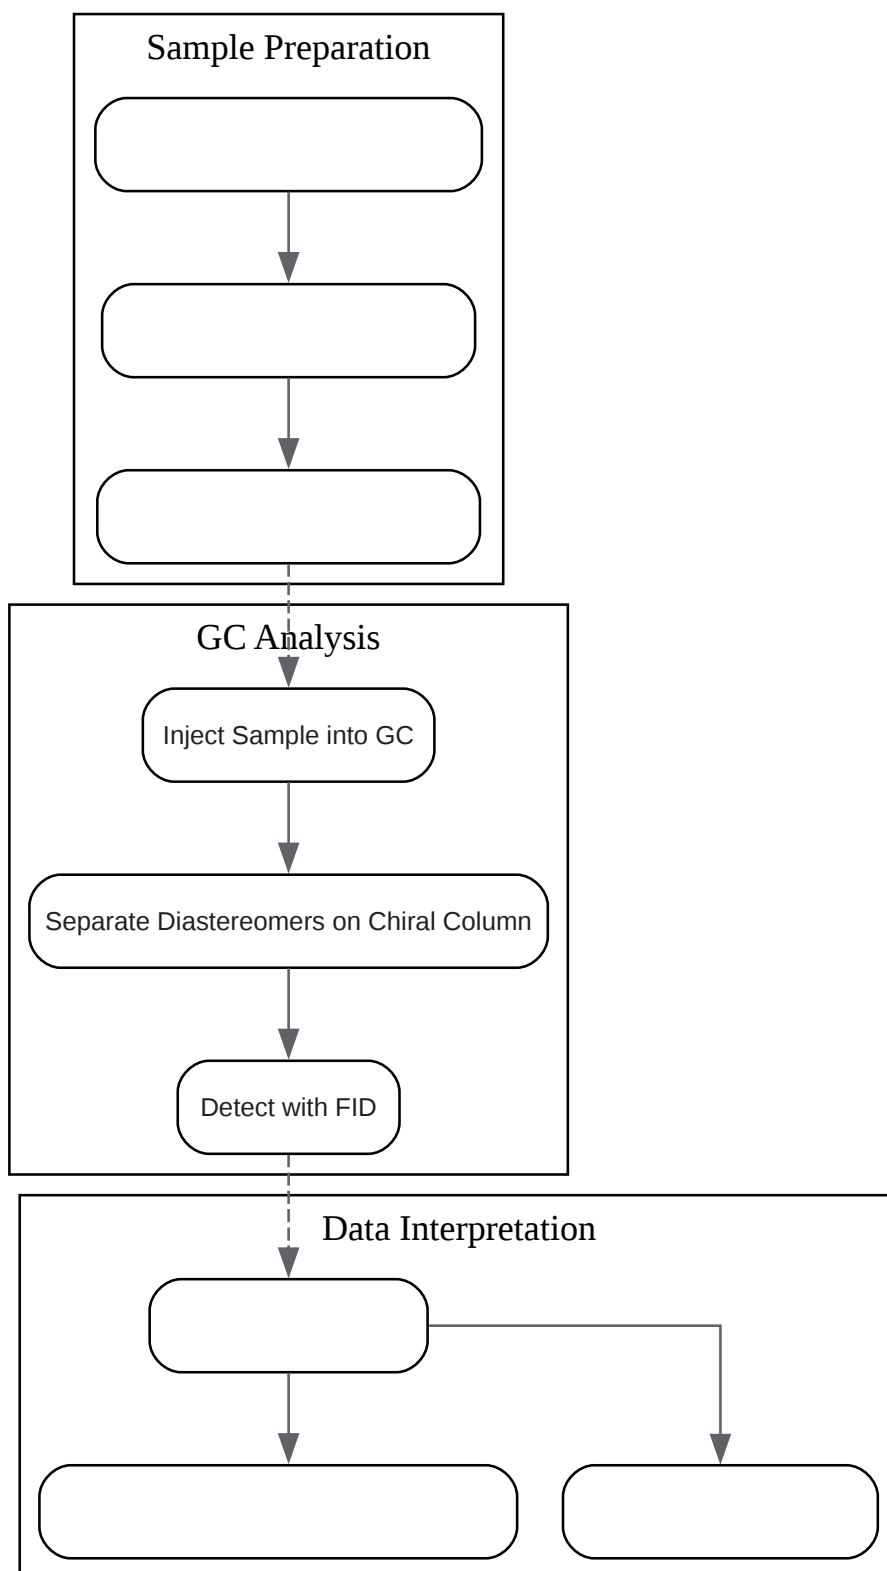 Sample Preparation
GC Analysis
Inject Sample into GC
Separate Diastereomers on Chiral Column
Detect with FID
Data Interpretation